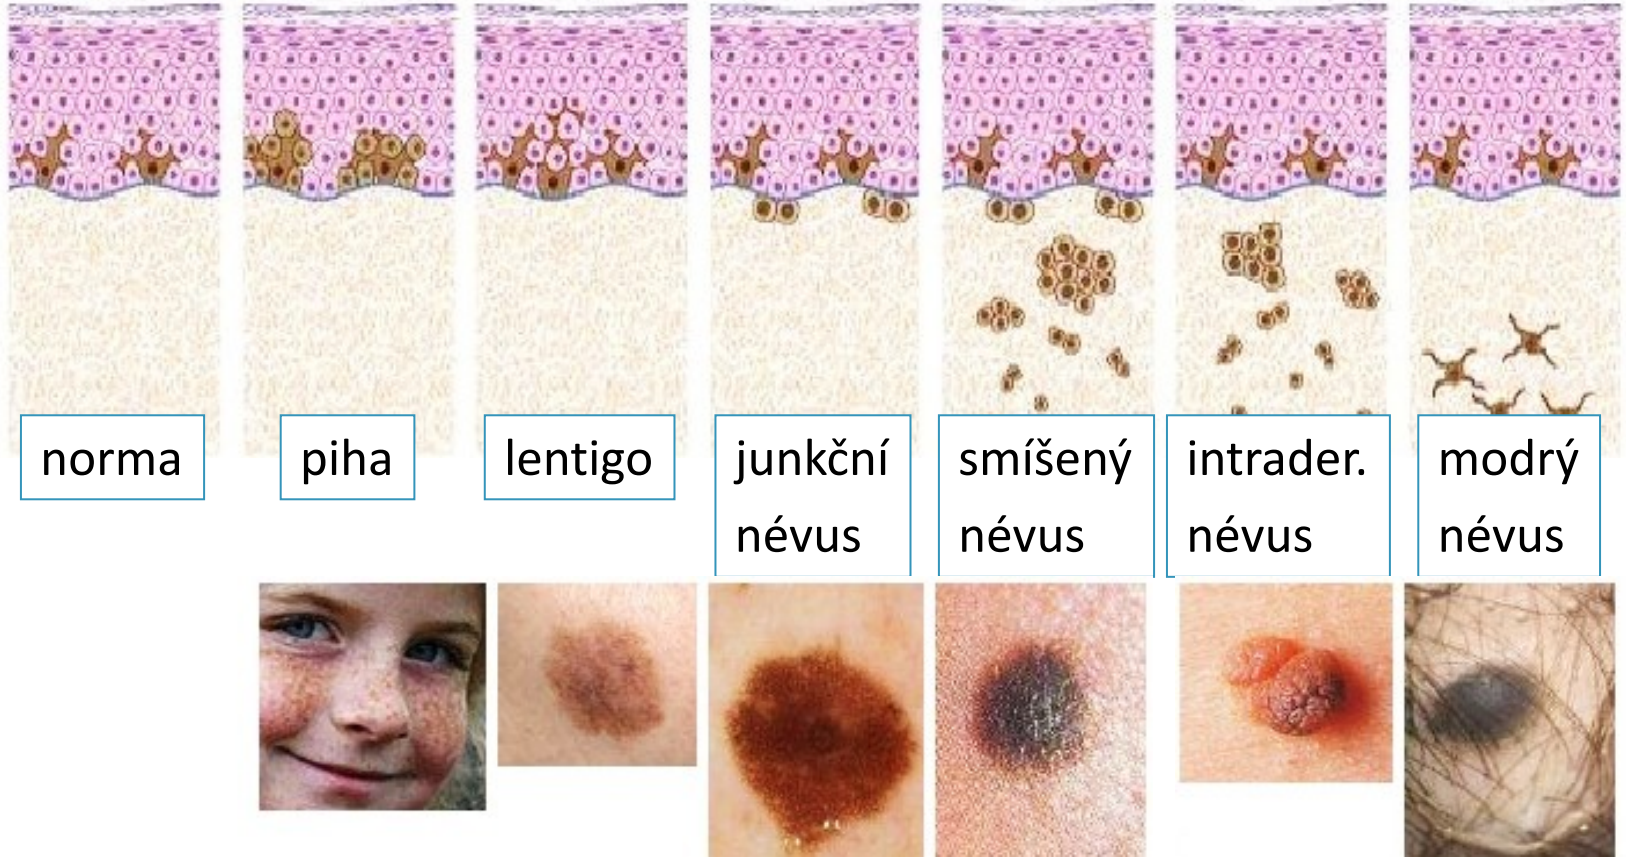 norma
piha
lentigo
junkční
névus
smíšený
névus
intrader.
névus
modrý
névus